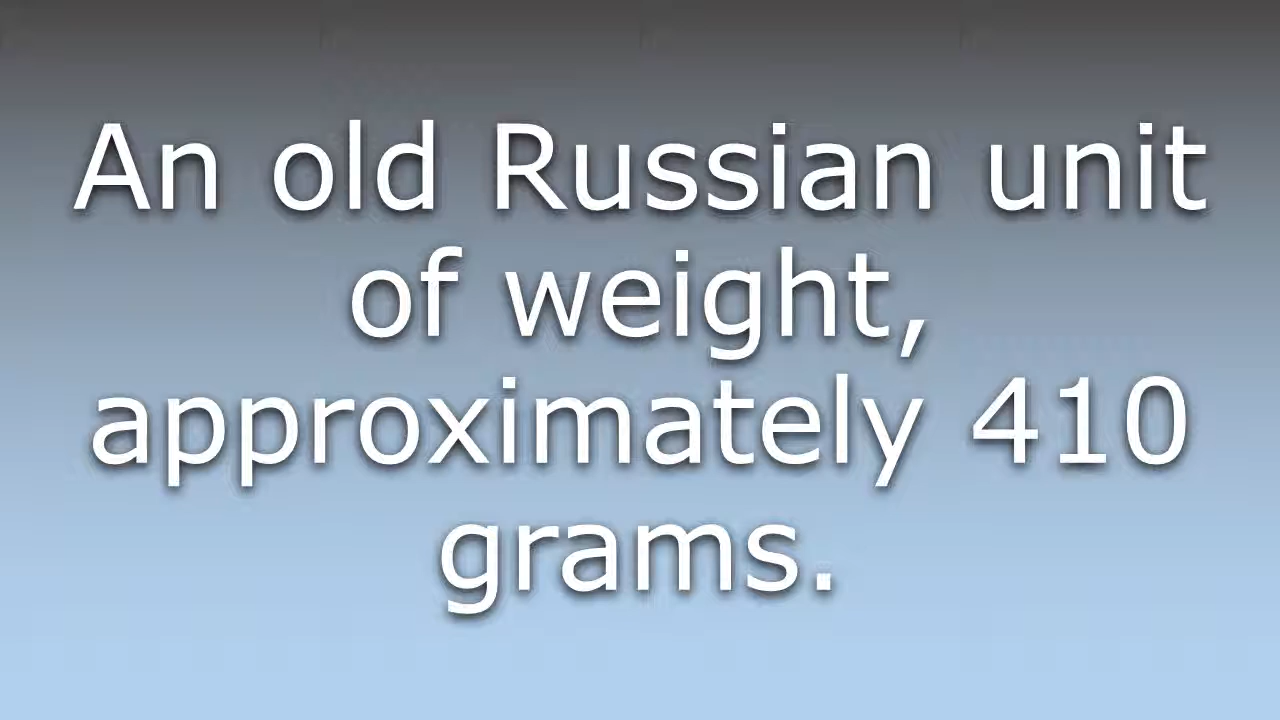 An old Russian unit
of weight,
approximately 410
grams.